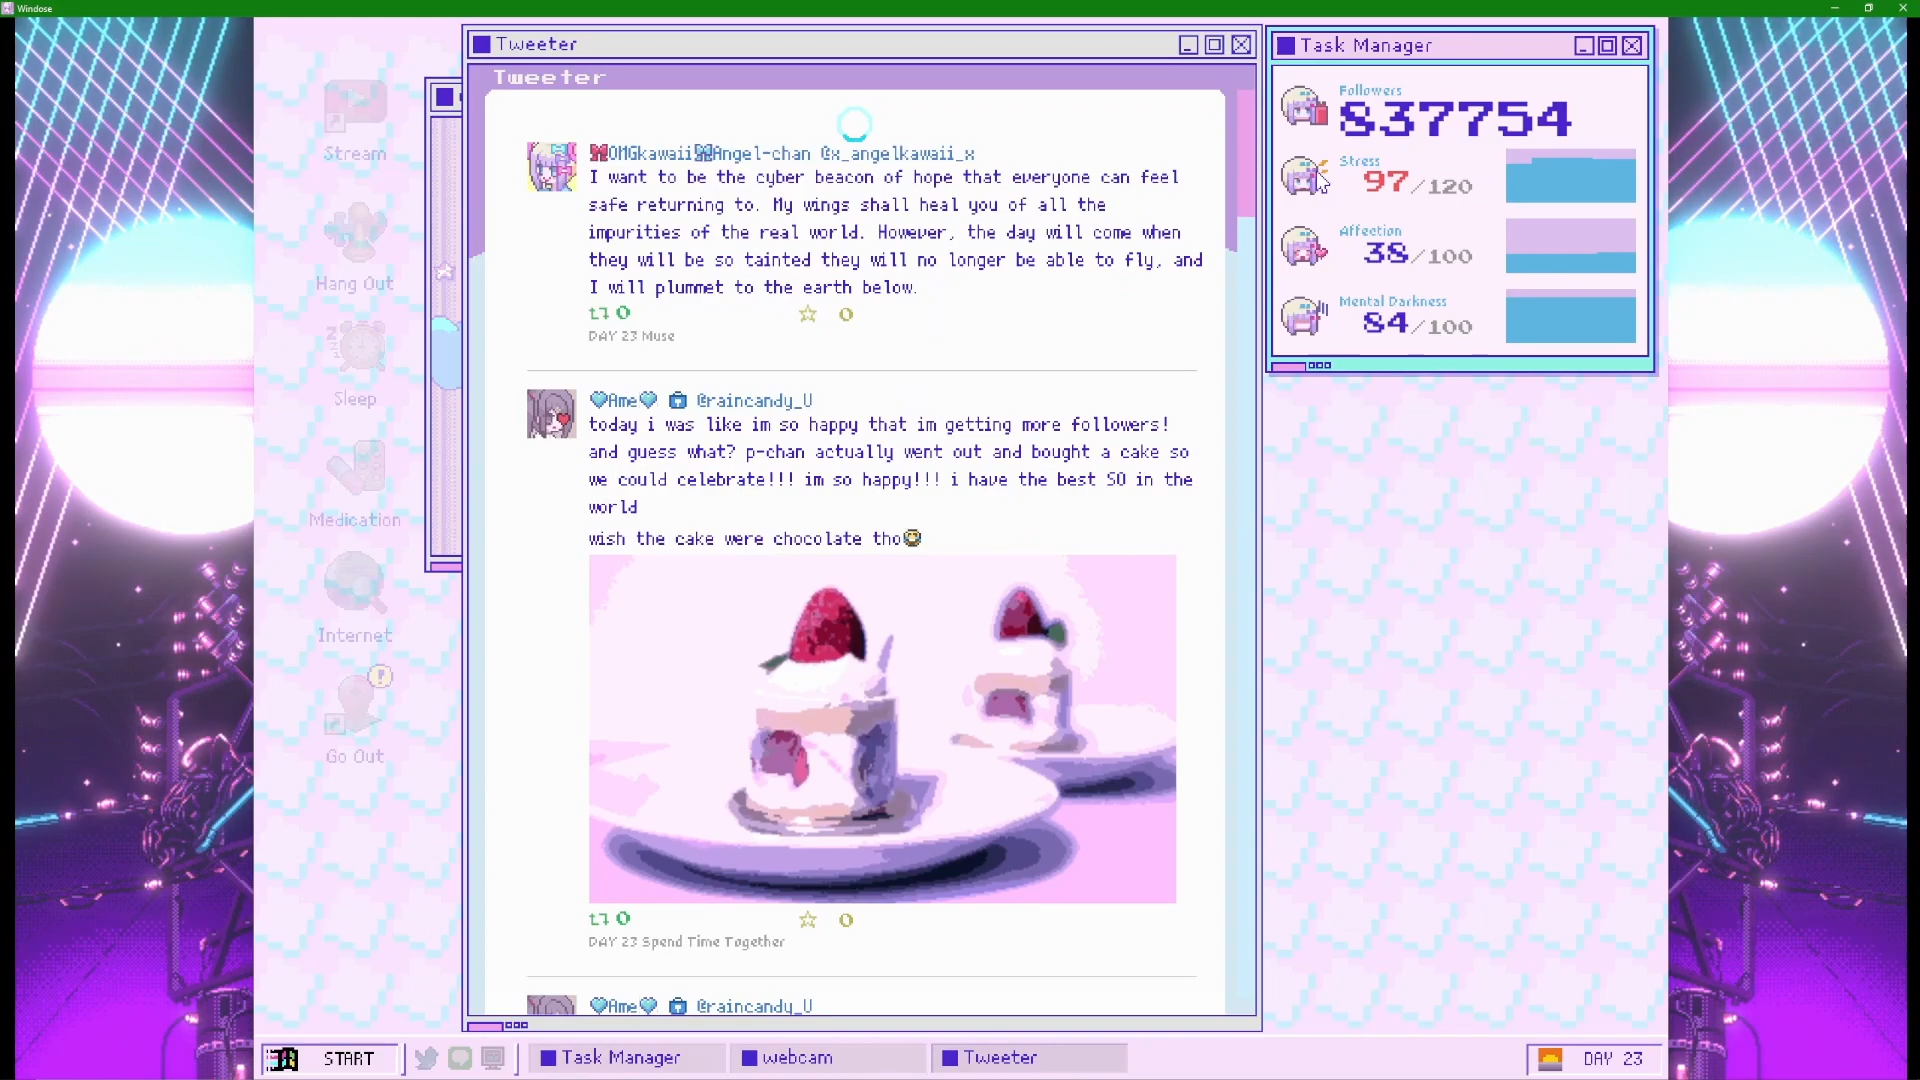 Windose
Tweeter
Tweeter
OMGkawaii Angel-chan @x_angelkawaii_x
I want to be the cyber beacon of hope that everyone can feel
safe returning to. My wings shall heal you of all the
impurities of the real world. However, the day will come when
they will be so tainted they will no longer be able to fly, and
I will plummet to the earth below.
0 0
DAY 23 Muse
Ame @raincandy_U
today i was like im so happy that im getting more followers!
and guess what? p-chan actually went out and bought a cake so
we could celebrate!!! im so happy!!! i have the best SO in the
world
wish the cake were chocolate tho
0 0
DAY 23 Spend Time Together
Ame @raincandy_U
Task Manager
Followers
837754
Stress
97/120
Affection
38/100
Mental Darkness
84/100
Stream
Hang Out
Sleep
Medication
Internet
!
Go Out
START
Task Manager
webcam
Tweeter
DAY 23